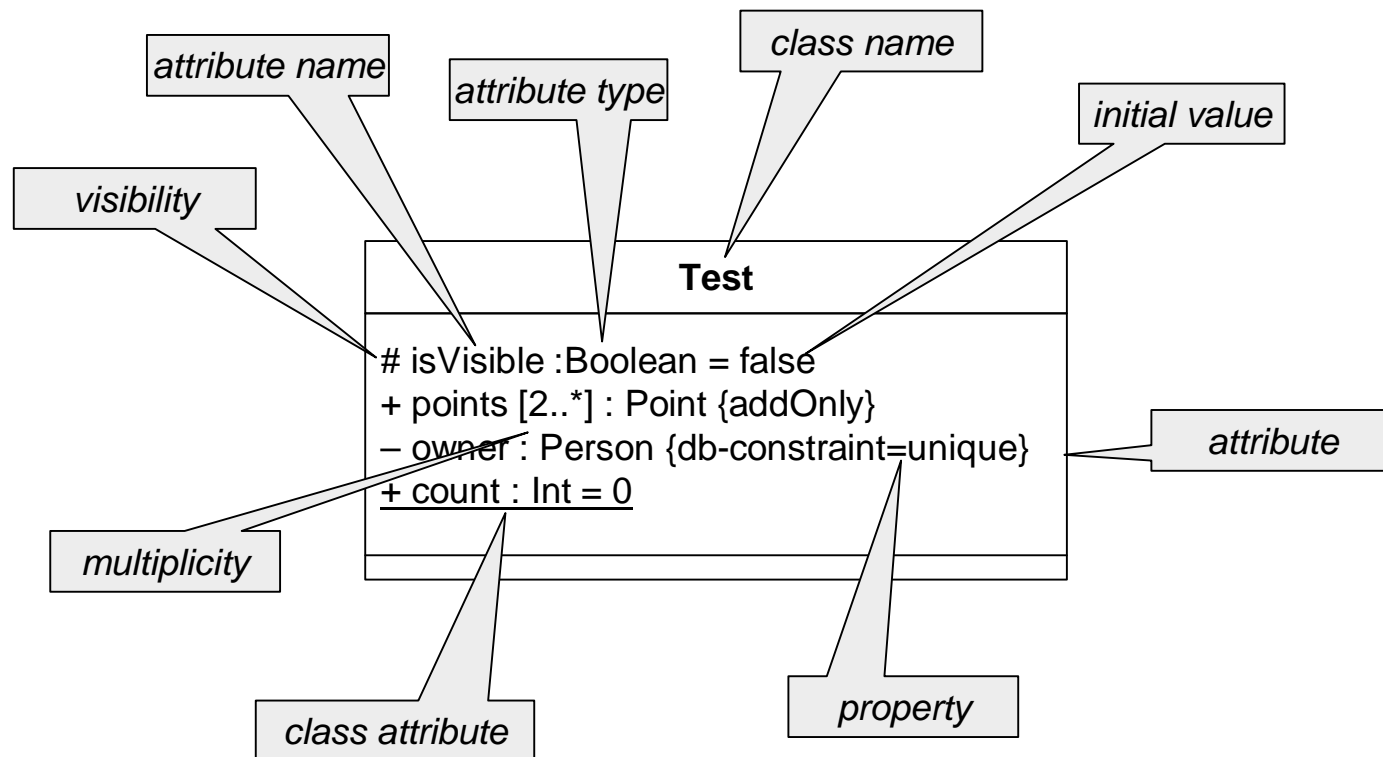 class name
attribute name
attribute type
initial value
visibility
Test
# isVisible :Boolean = false
+ points [2..*] : Point {addOnly}
– owner : Person {db-constraint=unique}
+ count : Int = 0
attribute
multiplicity
property
class attribute